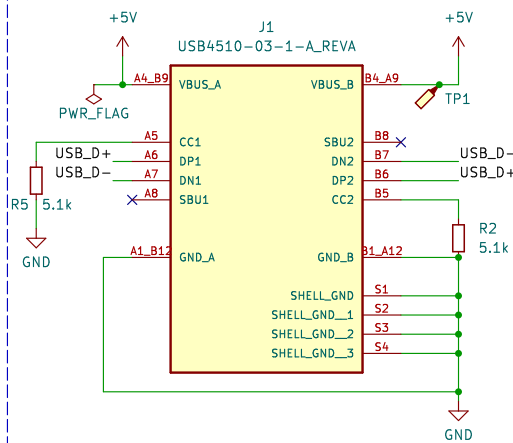 +5V
+5V
J1
USB4510-03-1-A_REVA
A4_B9
VBUS_A
VBUS_B
B4_A9
PWR_FLAG
TP1
A5
CC1
SBU2
B8
USB_D+
A6
DP1
DN2
B7
USB_D-
USB_D-
A7
DN1
DP2
B6
USB_D+
A8
SBU1
CC2
B5
R5
5.1k
R2
5.1k
GND
A1_B12
GND_A
GND_B
B1_A12
SHELL_GND
S1
SHELL_GND__1
S2
SHELL_GND__2
S3
SHELL_GND__3
S4
GND